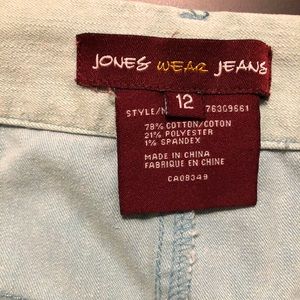 JONES WEAR JEANS
12
STYLE/N 763G9661
78% COTTON/COTON
21% POLYESTER
1% SPANDEX
MADE IN CHINA
FABRIQUE EN CHINE
CA08349